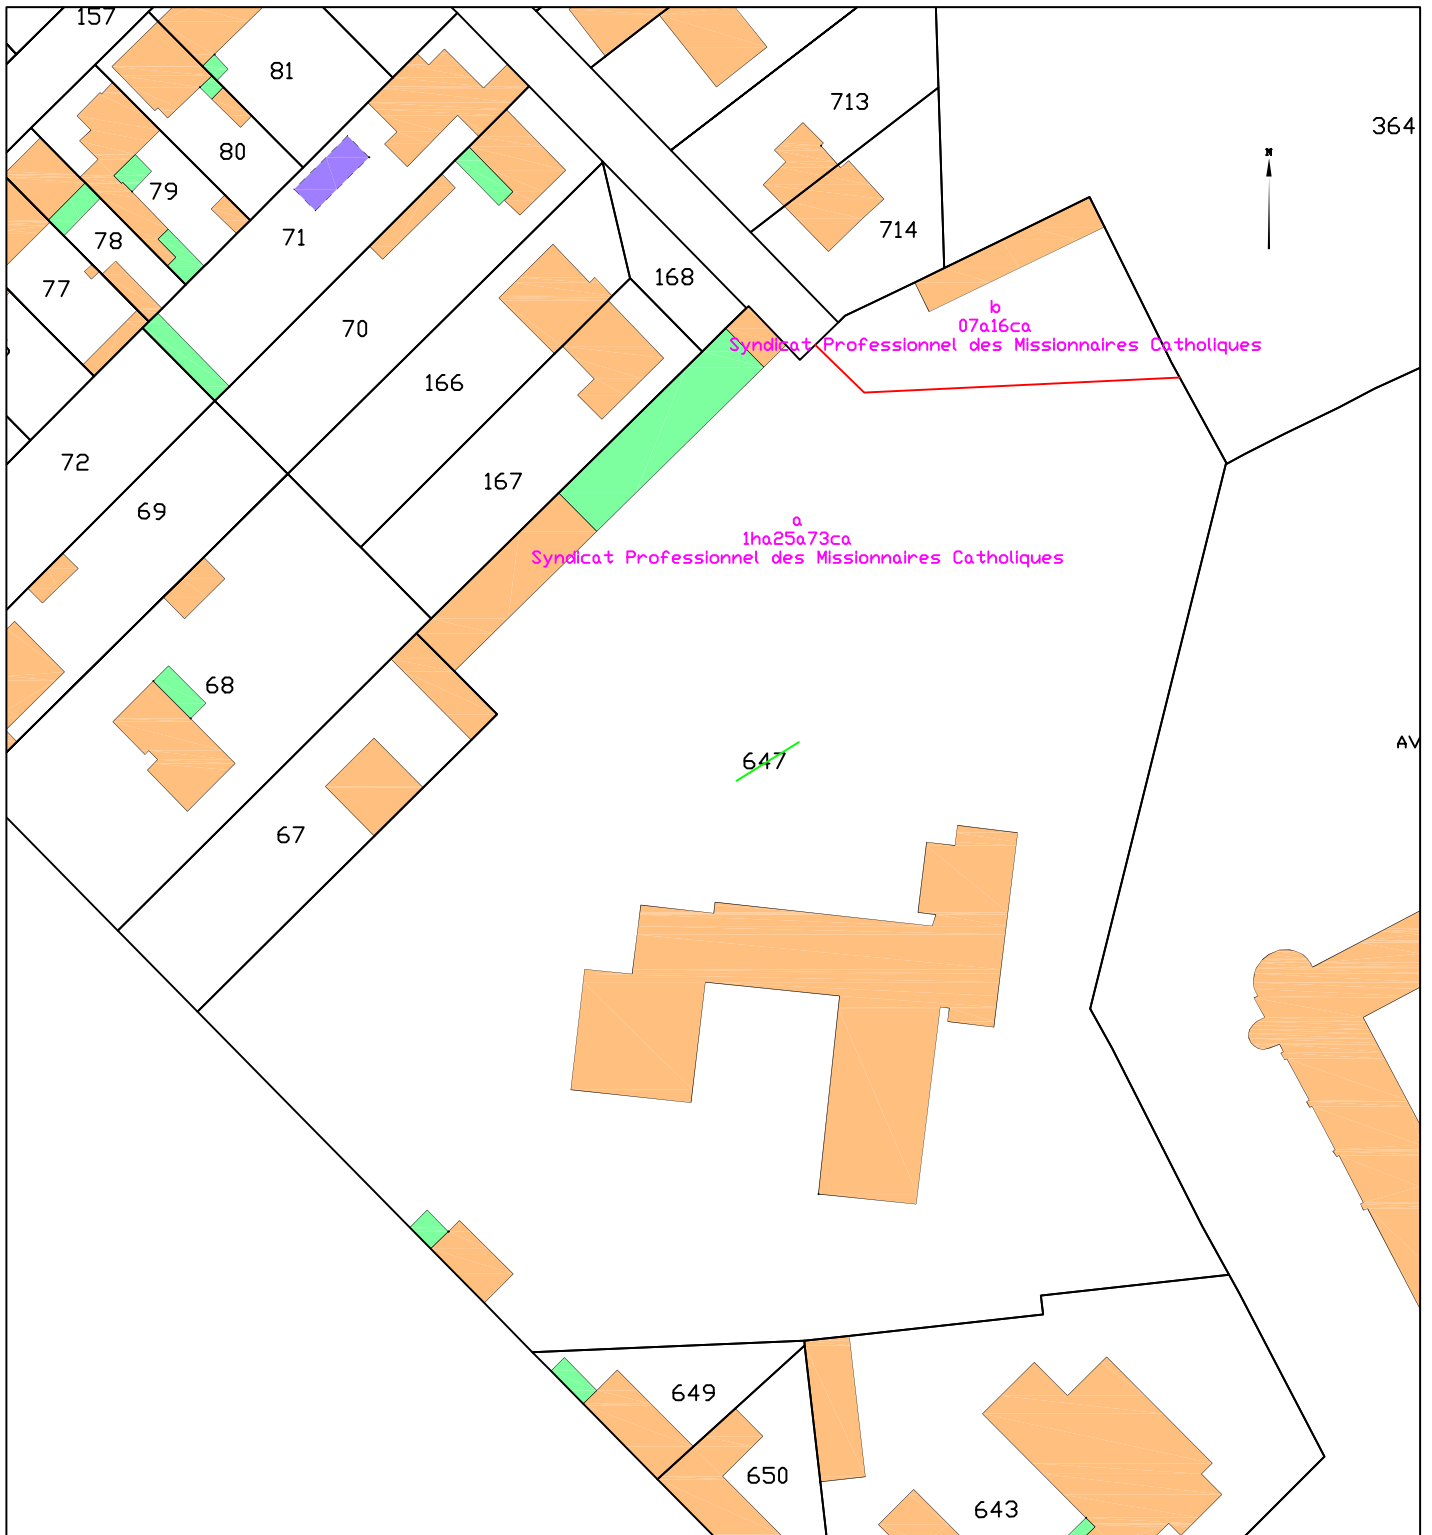 157
81
713
364
80
N
79
71
714
78
168
77
b
07a16ca
70
Syndicat Professionnel des Missionnaires Catholiques
166
72
167
69
a
1ha25a73ca
Syndicat Professionnel des Missionnaires Catholiques
68
AV
647
67
649
650
643